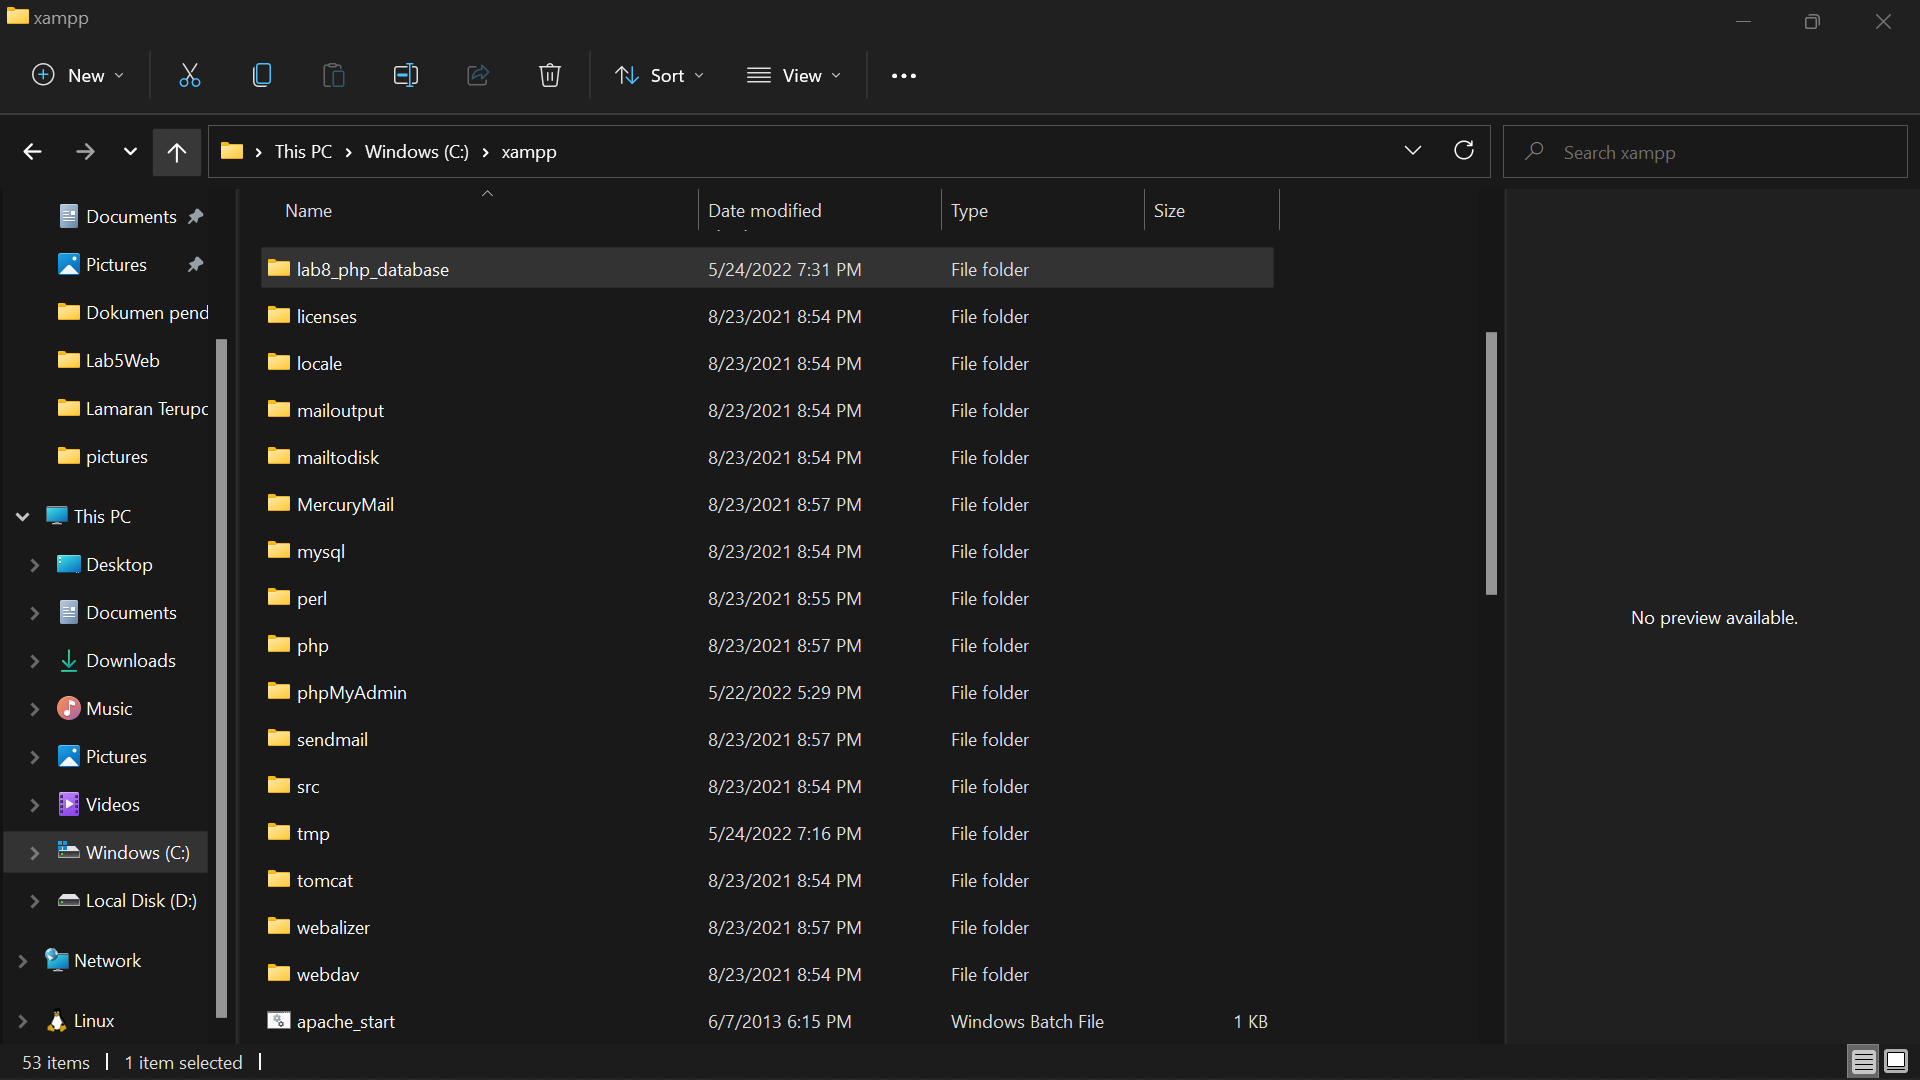 xampp
New
Sort
View
This PC
Windows (C:)
xampp
Search xampp
Documents
Pictures
Dokumen pend
Lab5Web
Lamaran Terupd
pictures
This PC
Desktop
Documents
Downloads
Music
Pictures
Videos
Windows (C:)
Local Disk (D:)
Network
Linux
Name Date modified Type Size
lab8_php_database 5/24/2022 7:31 PM File folder
licenses 8/23/2021 8:54 PM File folder
locale 8/23/2021 8:54 PM File folder
mailoutput 8/23/2021 8:54 PM File folder
mailtodisk 8/23/2021 8:54 PM File folder
MercuryMail 8/23/2021 8:57 PM File folder
mysql 8/23/2021 8:54 PM File folder
perl 8/23/2021 8:55 PM File folder
php 8/23/2021 8:57 PM File folder
phpMyAdmin 5/22/2022 5:29 PM File folder
sendmail 8/23/2021 8:57 PM File folder
src 8/23/2021 8:54 PM File folder
tmp 5/24/2022 7:16 PM File folder
tomcat 8/23/2021 8:54 PM File folder
webalizer 8/23/2021 8:57 PM File folder
webdav 8/23/2021 8:54 PM File folder
apache_start 6/7/2013 6:15 PM Windows Batch File 1 KB
No preview available.
53 items
1 item selected